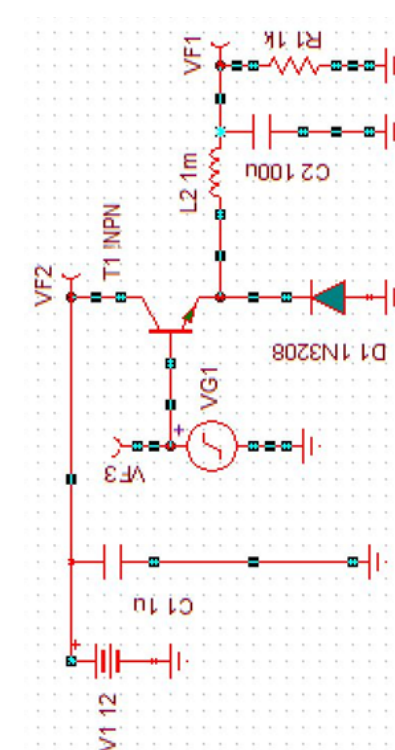 VF1
R1 1k
C2 100u
L2 1m
T1 !NPN
VF2
D1 1N3208
VG1
+
VF3
C1 1u
+
V1 12